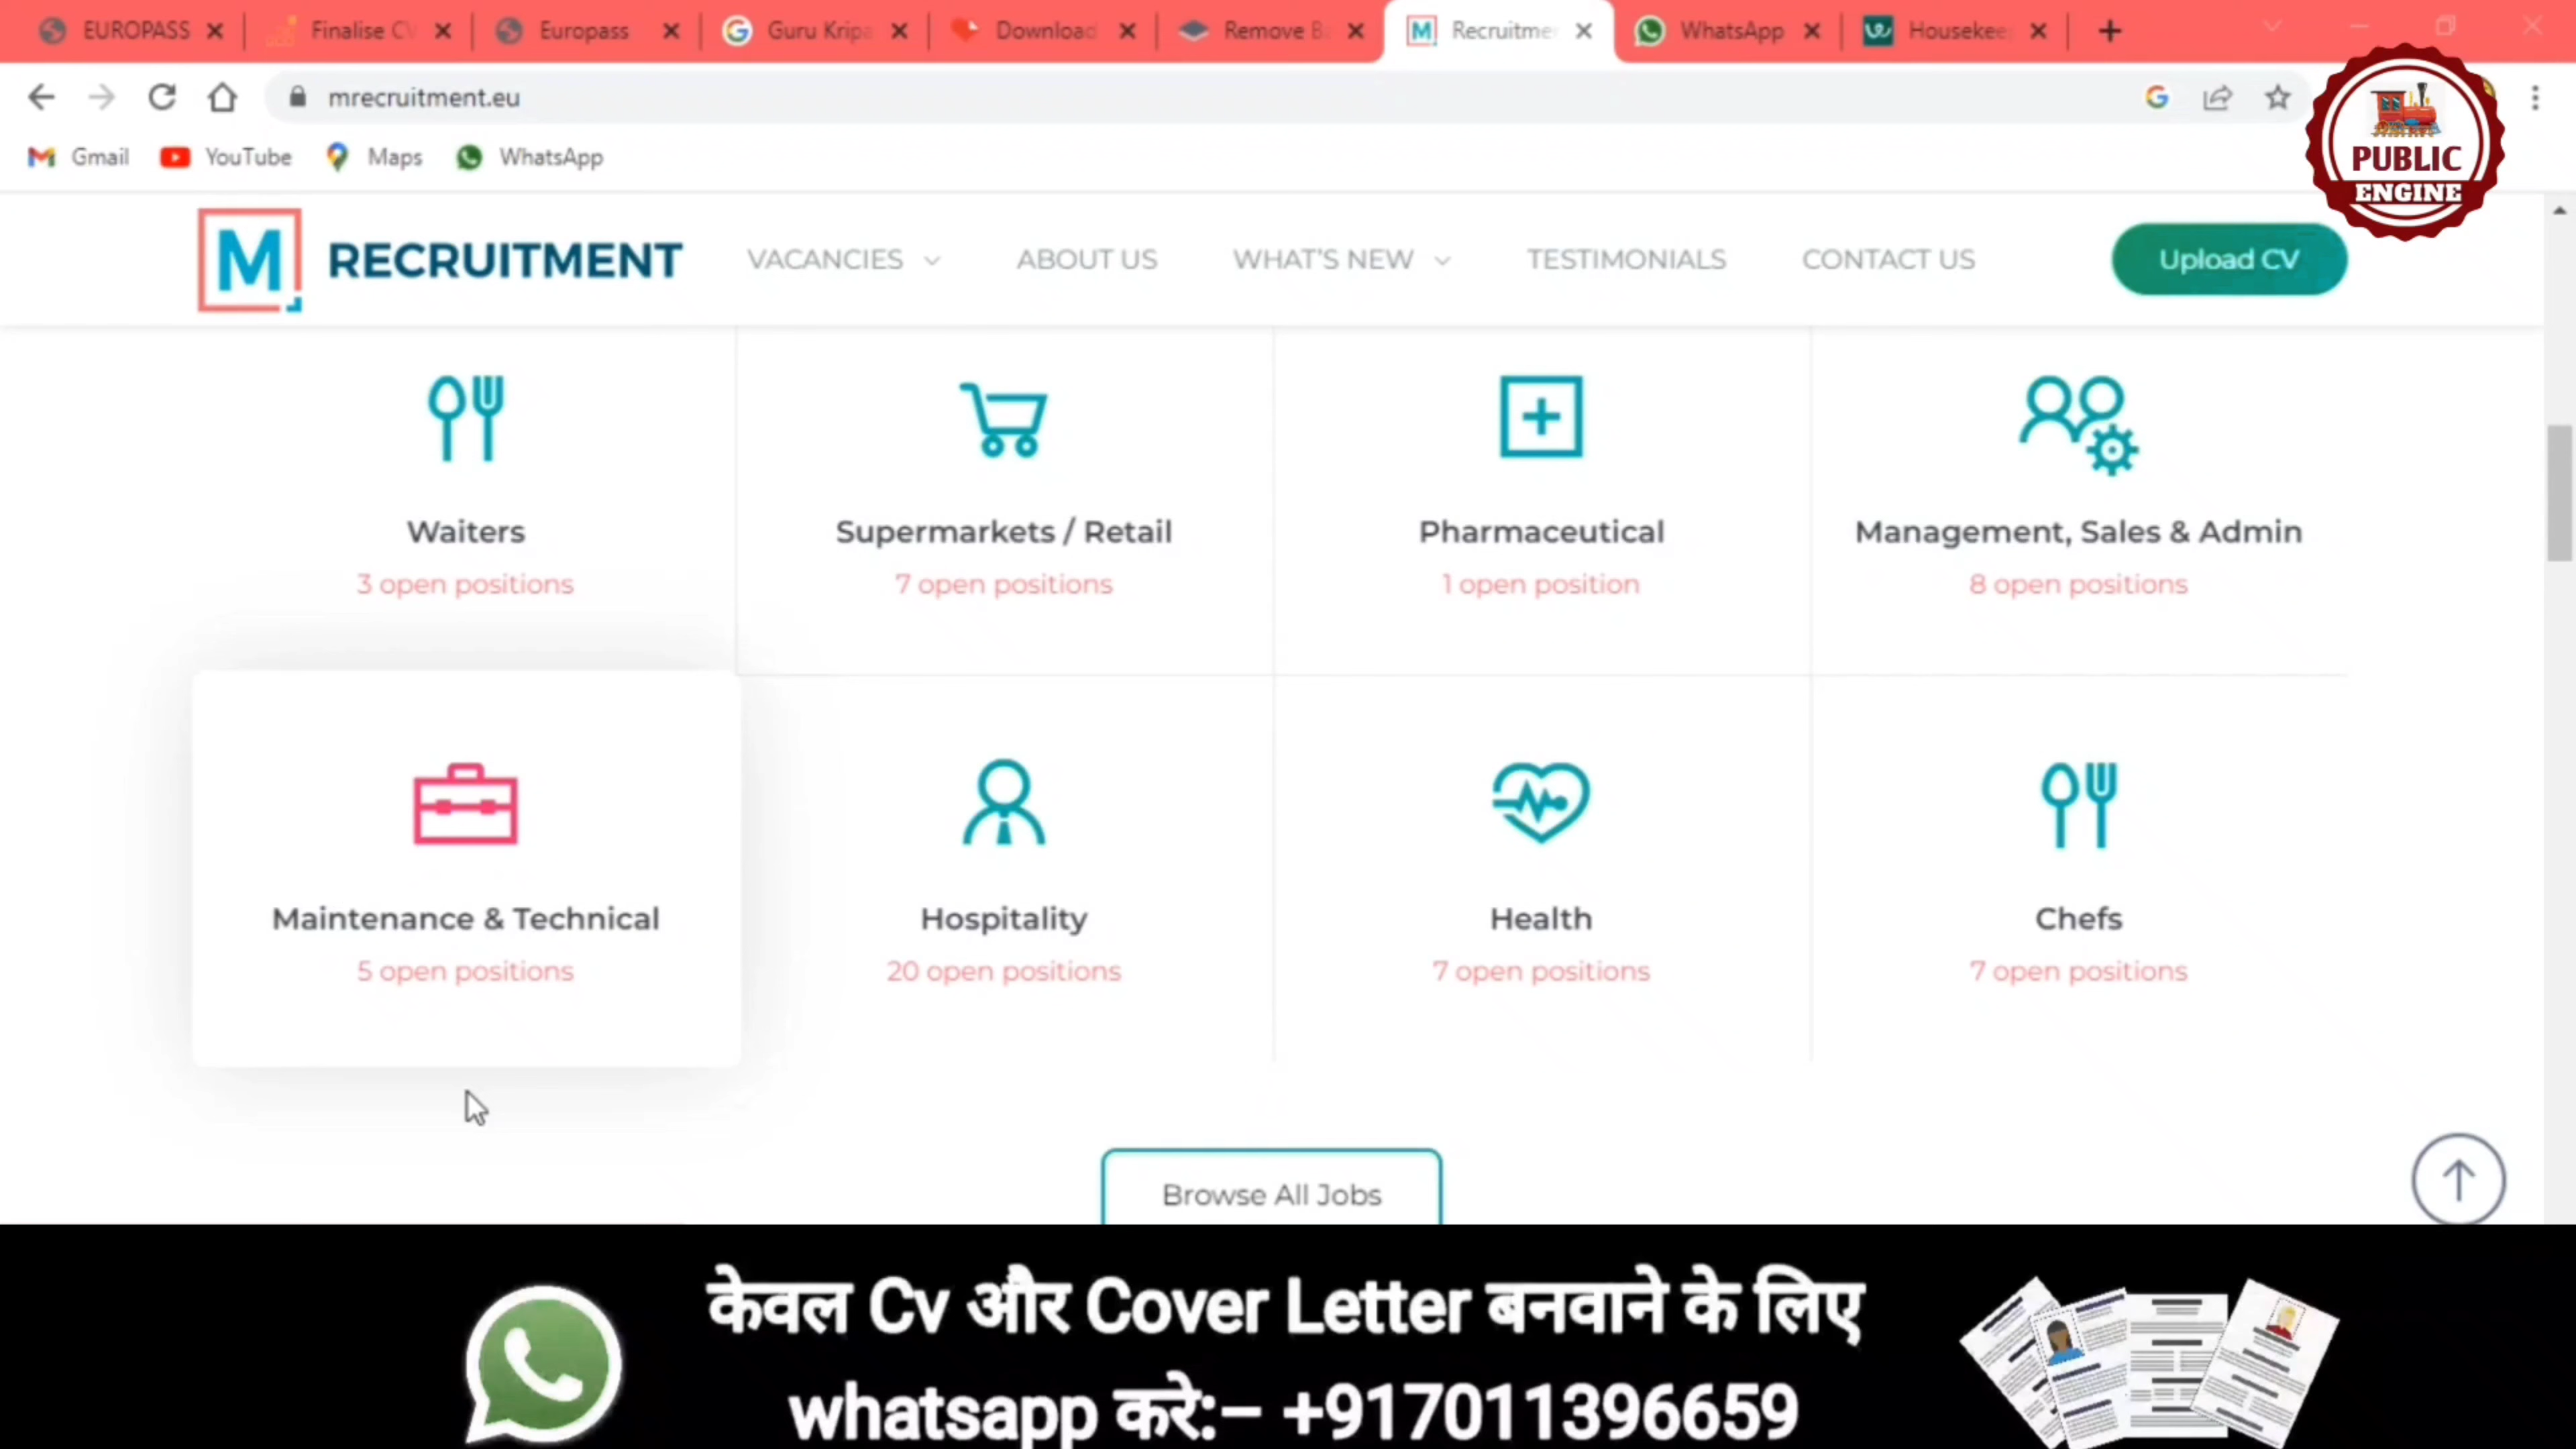 EUROPASS
Finalise CV
Europass
Guru Kripa
Download
Remove B
Recruitme
WhatsApp
Housekee
mrecruitment.eu
Gmail YouTube Maps WhatsApp
PUBLIC
ENGINE
M RECRUITMENT
VACANCIES ABOUT US WHAT'S NEW TESTIMONIALS CONTACT US Upload CV
Waiters
3 open positions
Supermarkets / Retail
7 open positions
Pharmaceutical
1 open position
Management, Sales & Admin
8 open positions
Maintenance & Technical
5 open positions
Hospitality
20 open positions
Health
7 open positions
Chefs
7 open positions
Browse All Jobs
केवल Cv और Cover Letter बनवाने के लिए
whatsapp करे:– +917011396659